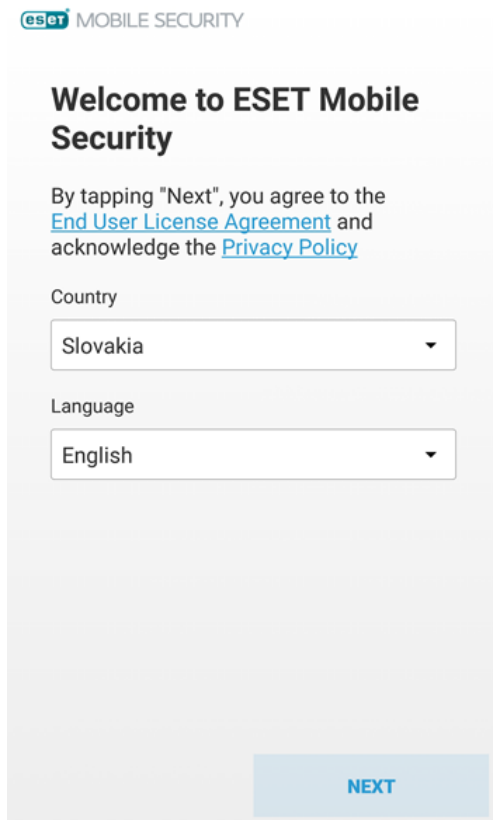 eset MOBILE SECURITY
Welcome to ESET Mobile
Security
By tapping "Next", you agree to the
End User License Agreement and
acknowledge the Privacy Policy
Country
Slovakia
Language
English
NEXT